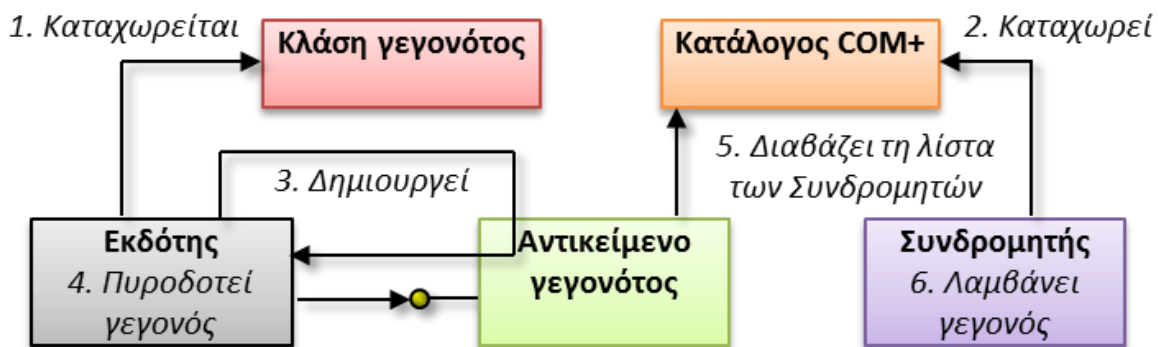 1. Καταχωρείται
Κλάση γεγονότος
Κατάλογος COM+
2. Καταχωρεί
3. Δημιουργεί
5. Διαβάζει τη λίστα
των Συνδρομητών
Εκδότης
4. Πυροδοτεί
γεγονός
Αντικείμενο
γεγονότος
Συνδρομητής
6. Λαμβάνει
γεγονός